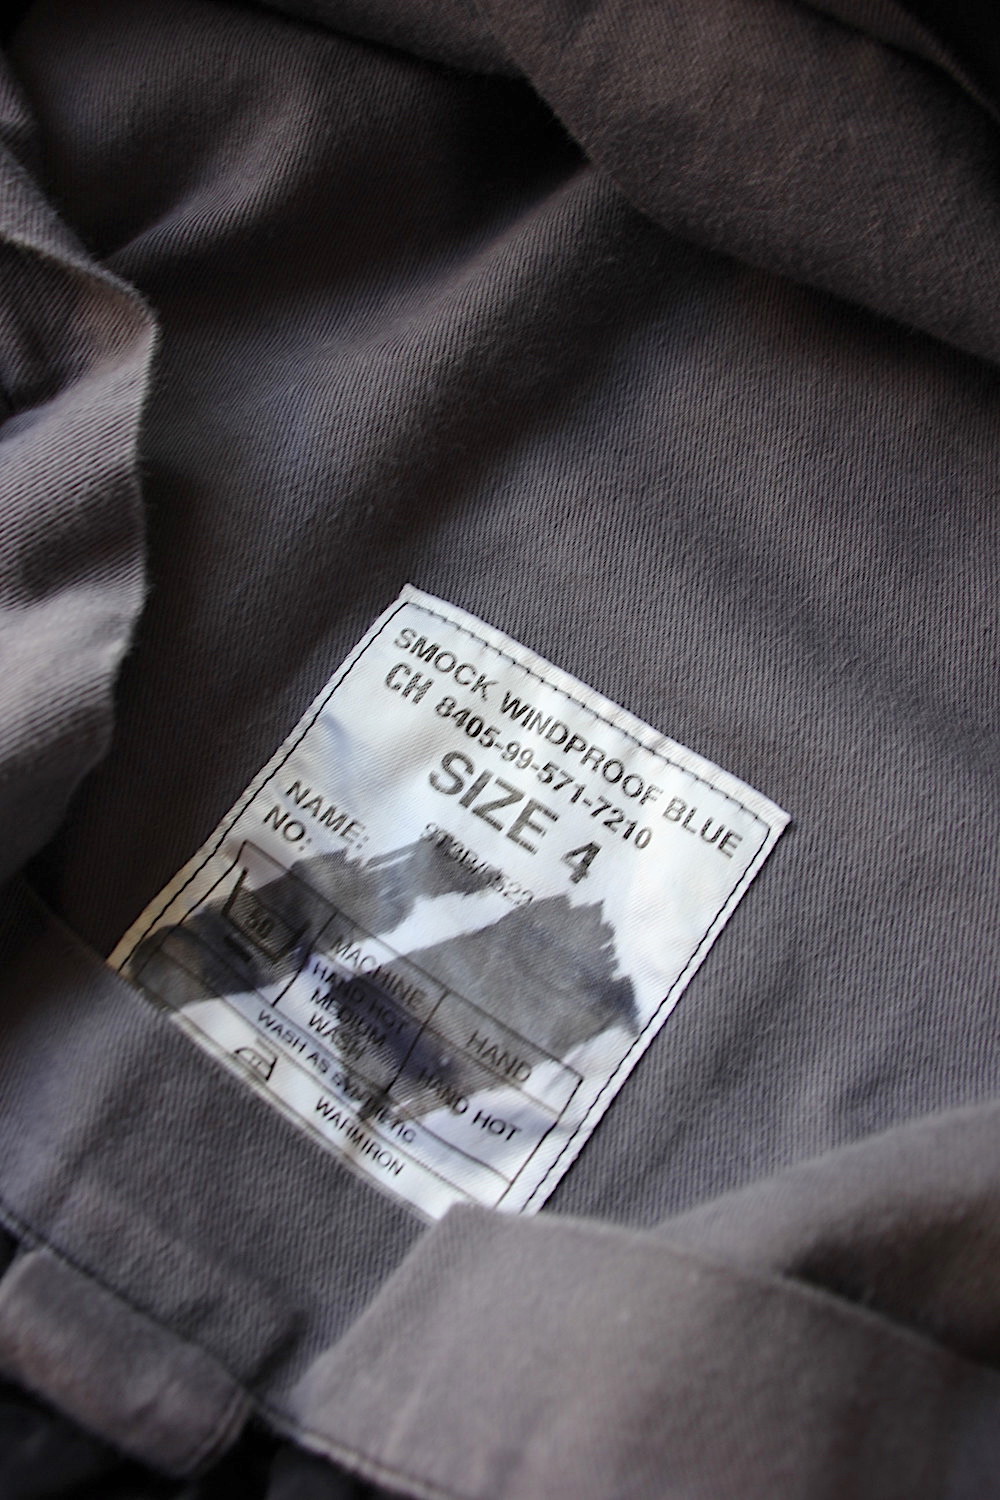 SMOCK WINDPROOF BLUE
CH 8405-99-571-7210
SIZE 4
NAME:
NO:
MACHINE
HAND HOT
MEDIUM
WASH
HAND
HAND HOT
WASH AS SYNTHETIC
WARM IRON